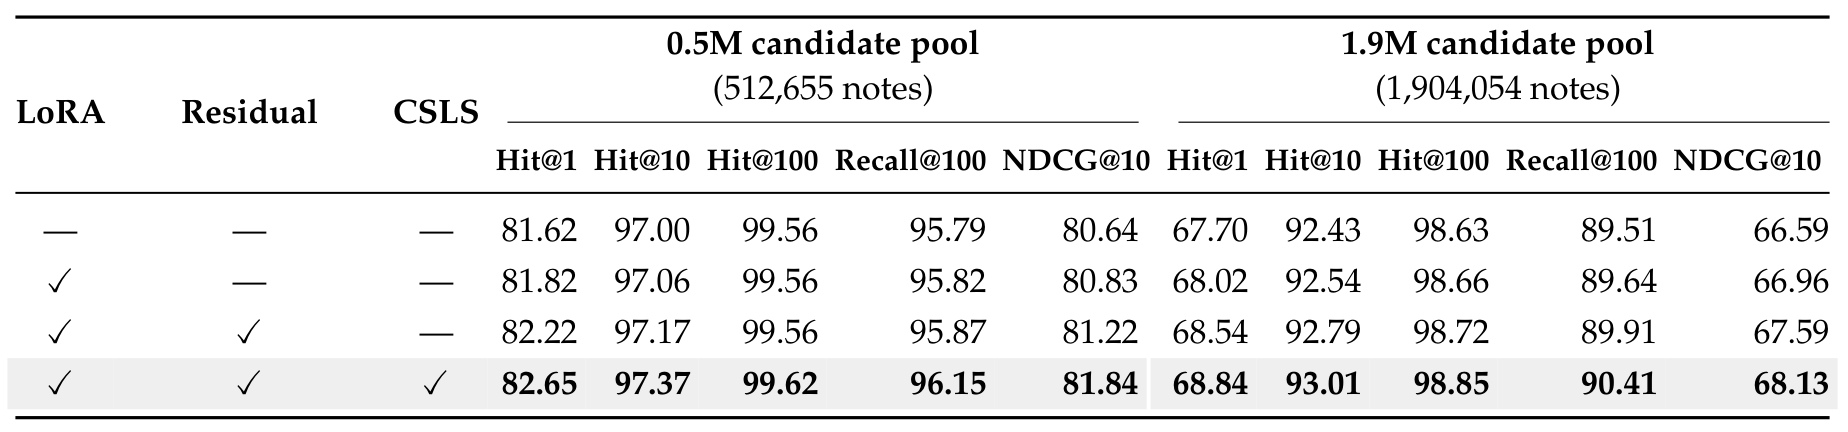 0.5M candidate pool 1.9M candidate pool
(512,655 notes) (1,904,054 notes)
LoRA Residual CSLS
Hit@1 Hit@10 Hit@100 Recall@100 NDCG@10 Hit@1 Hit@10 Hit@100 Recall@100 NDCG@10
— — — 81.62 97.00 99.56 95.79 80.64 67.70 92.43 98.63 89.51 66.59
✓ — — 81.82 97.06 99.56 95.82 80.83 68.02 92.54 98.66 89.64 66.96
✓ ✓ — 82.22 97.17 99.56 95.87 81.22 68.54 92.79 98.72 89.91 67.59
✓ ✓ ✓ 82.65 97.37 99.62 96.15 81.84 68.84 93.01 98.85 90.41 68.13